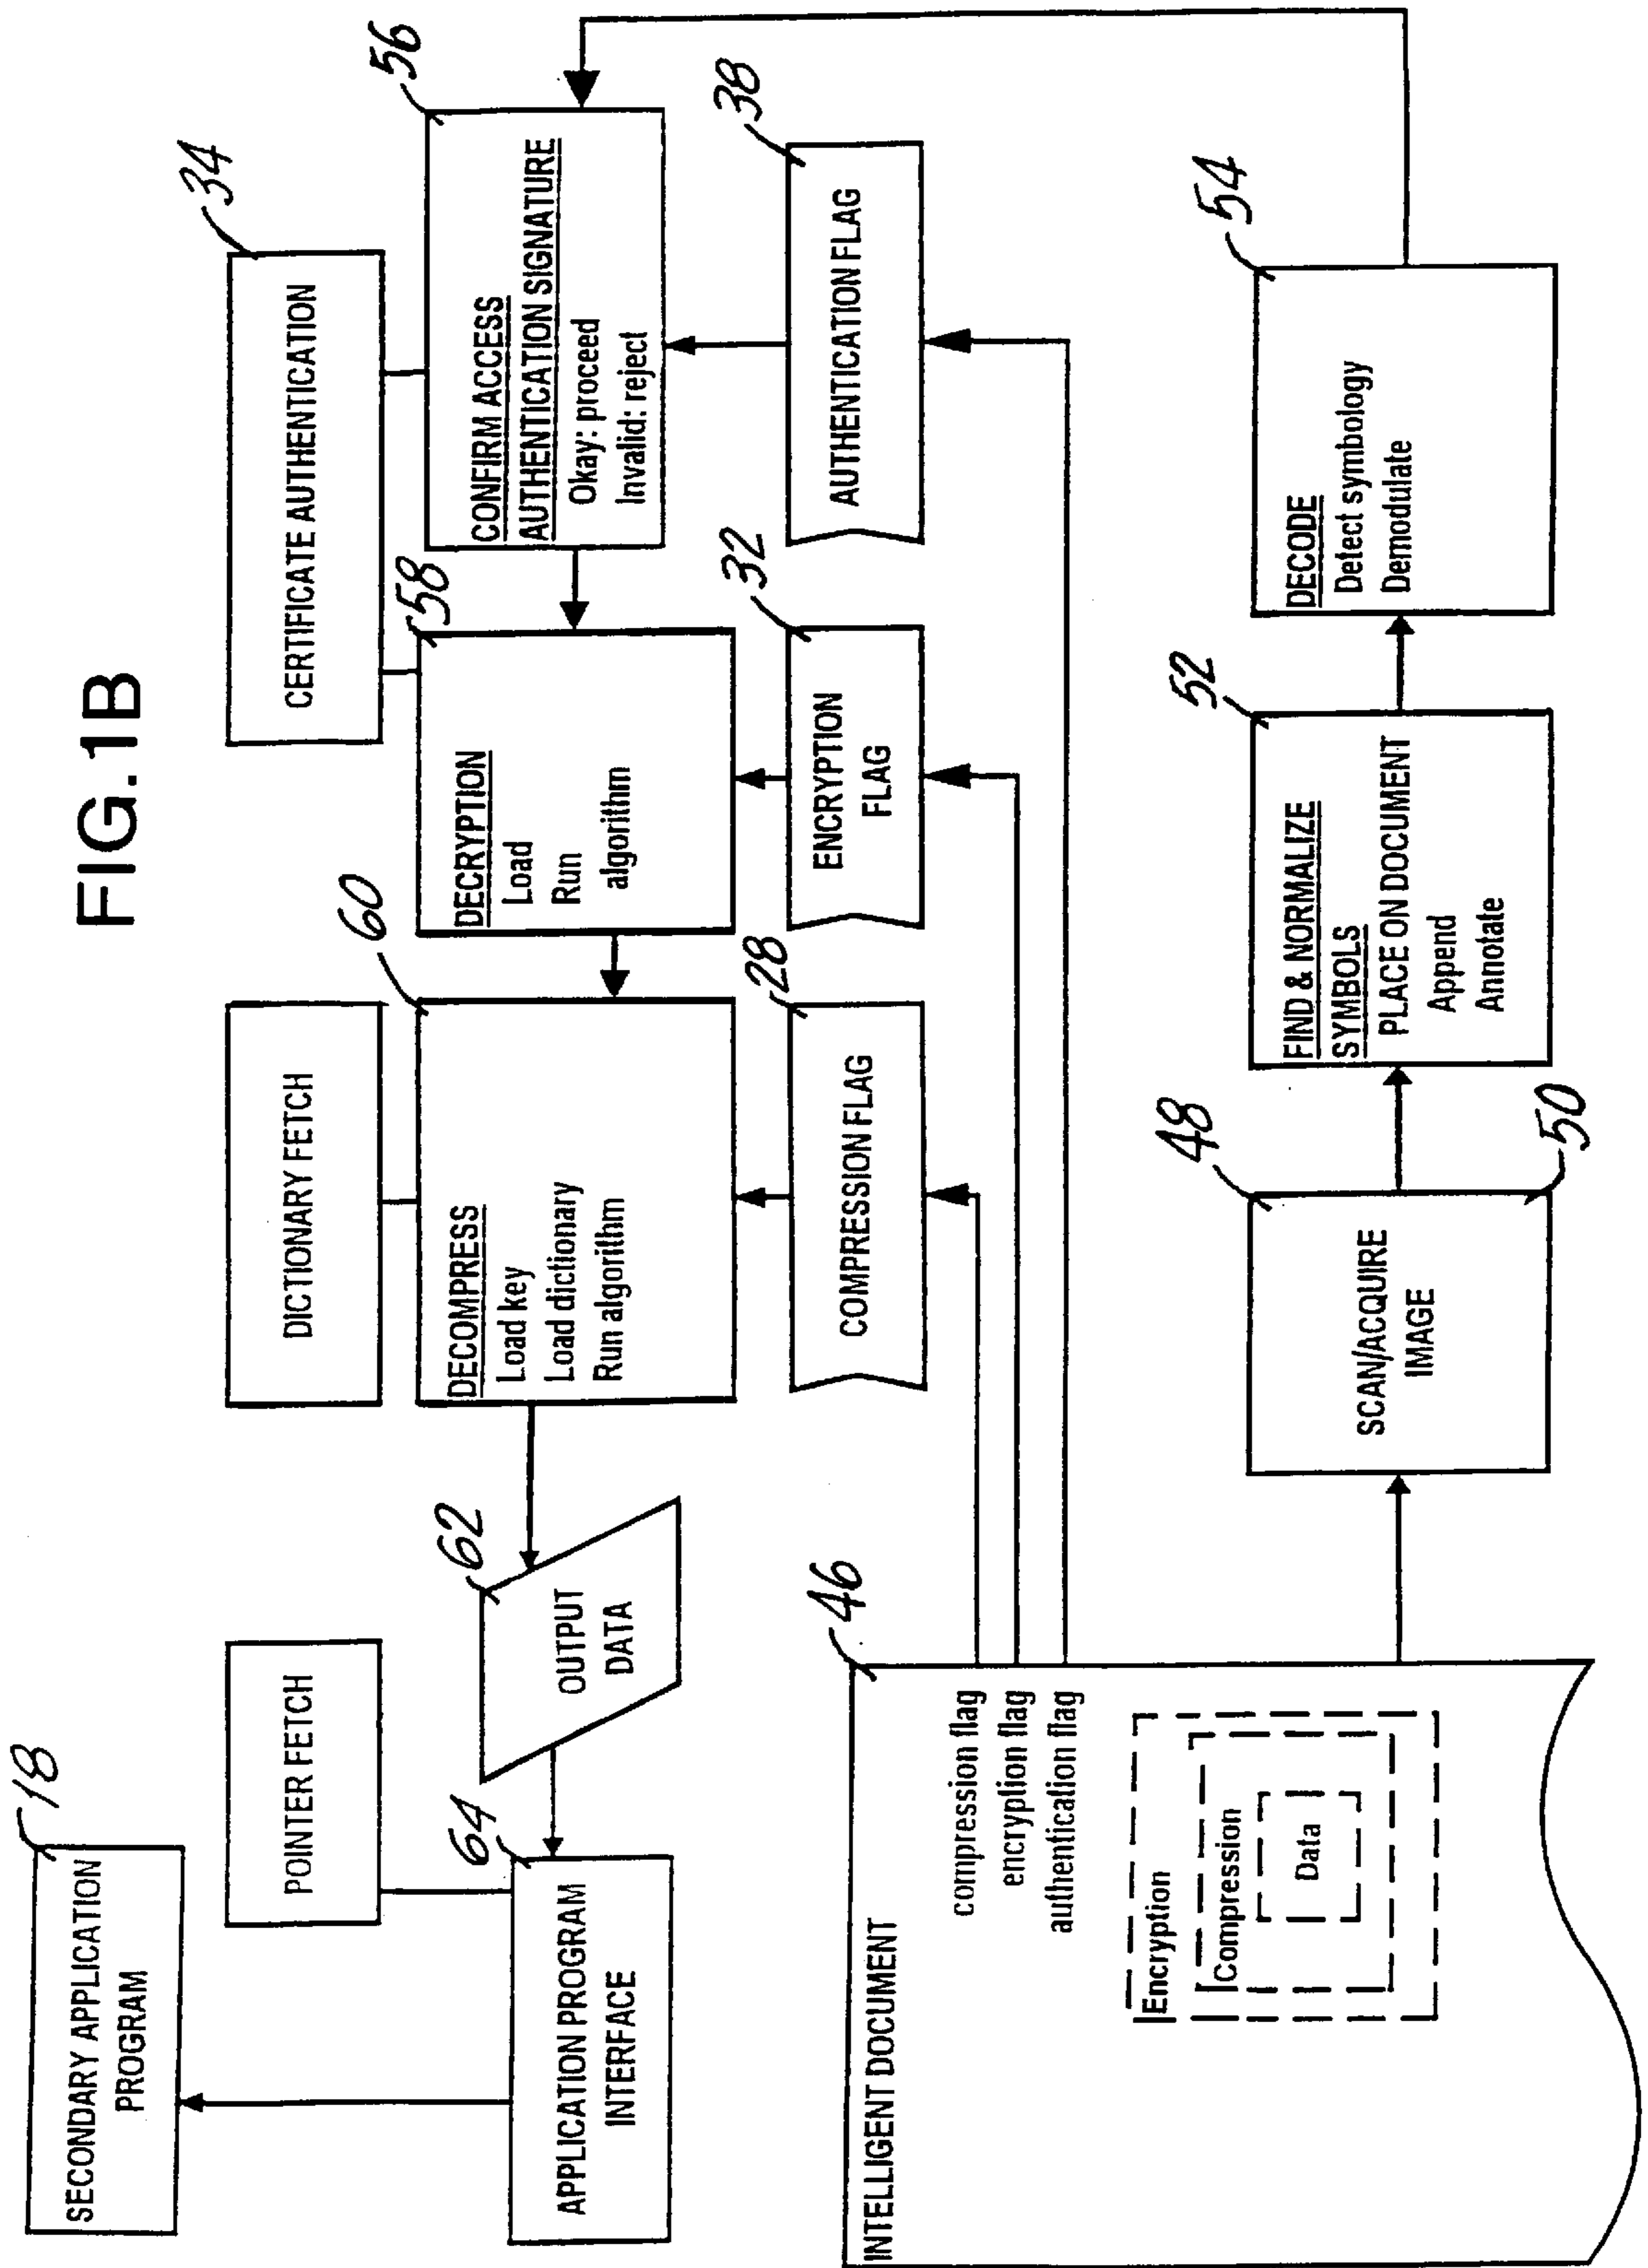 FIG.1B
SECONDARY APPLICATION
PROGRAM
18
POINTER FETCH
DICTIONARY FETCH
CERTIFICATE AUTHENTICATION
34
APPLICATION PROGRAM
INTERFACE
64
OUTPUT
DATA
62
DECOMPRESS
Load key
Load dictionary
Run algorithm
60
DECRYPTION
Load
Run
algorithm
58
CONFIRM ACCESS
AUTHENTICATION SIGNATURE
Okay: proceed
Invalid: reject
56
COMPRESSION FLAG
28
ENCRYPTION
FLAG
32
AUTHENTICATION FLAG
38
INTELLIGENT DOCUMENT
46
compression flag
encryption flag
authentication flag
Encryption
Compression
Data
SCAN/ACQUIRE
IMAGE
48
50
FIND & NORMALIZE
SYMBOLS
PLACE ON DOCUMENT
Append
Annotate
52
DECODE
Detect symbology
Demodulate
54